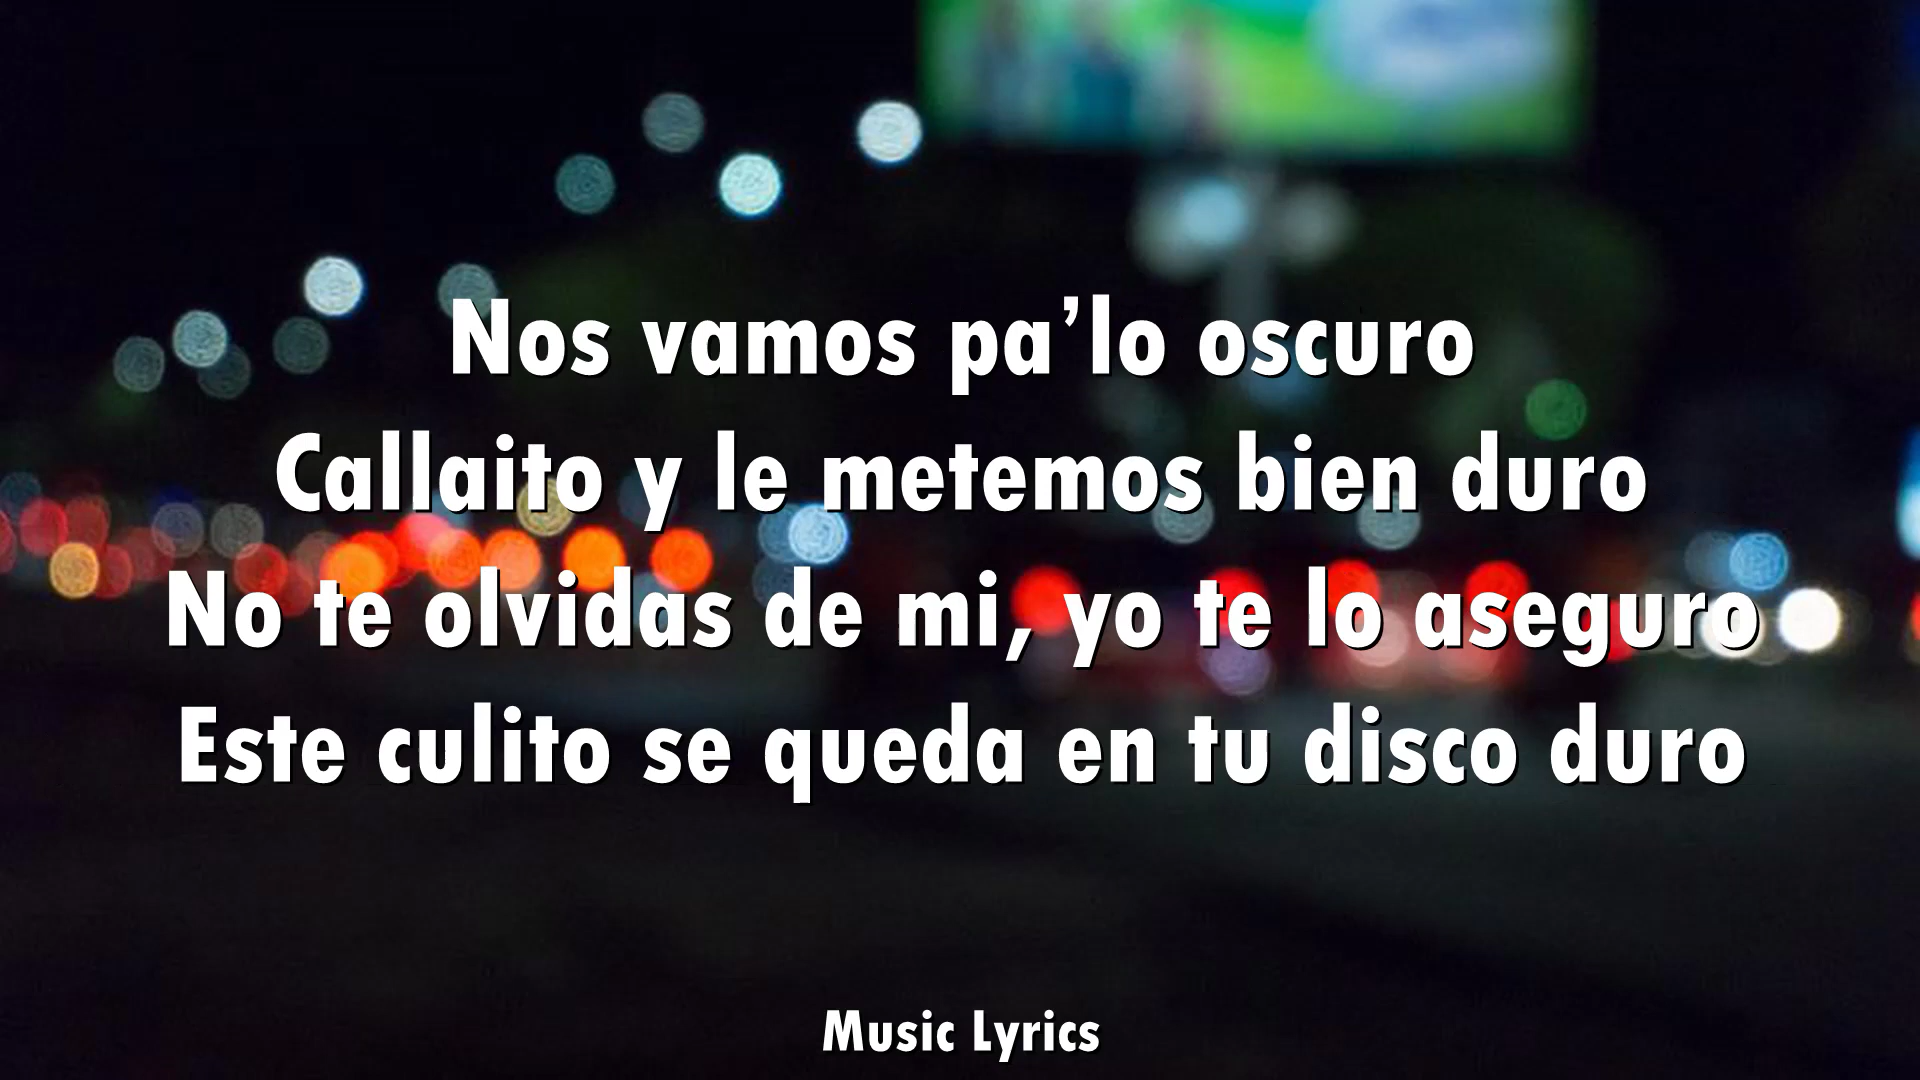 Nos vamos pa’lo oscuro
Callaito y le metemos bien duro
No te olvidas de mi, yo te lo aseguro
Este culito se queda en tu disco duro
Music Lyrics